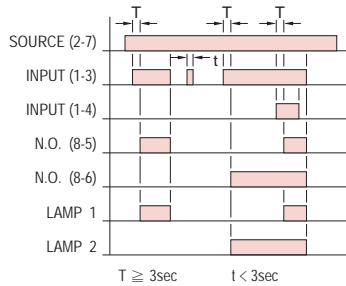 T T T
SOURCE (2-7)
INPUT (1-3)
t
INPUT (1-4)
N.O. (8-5)
N.O. (8-6)
LAMP 1
LAMP 2
T ≧ 3sec t < 3sec